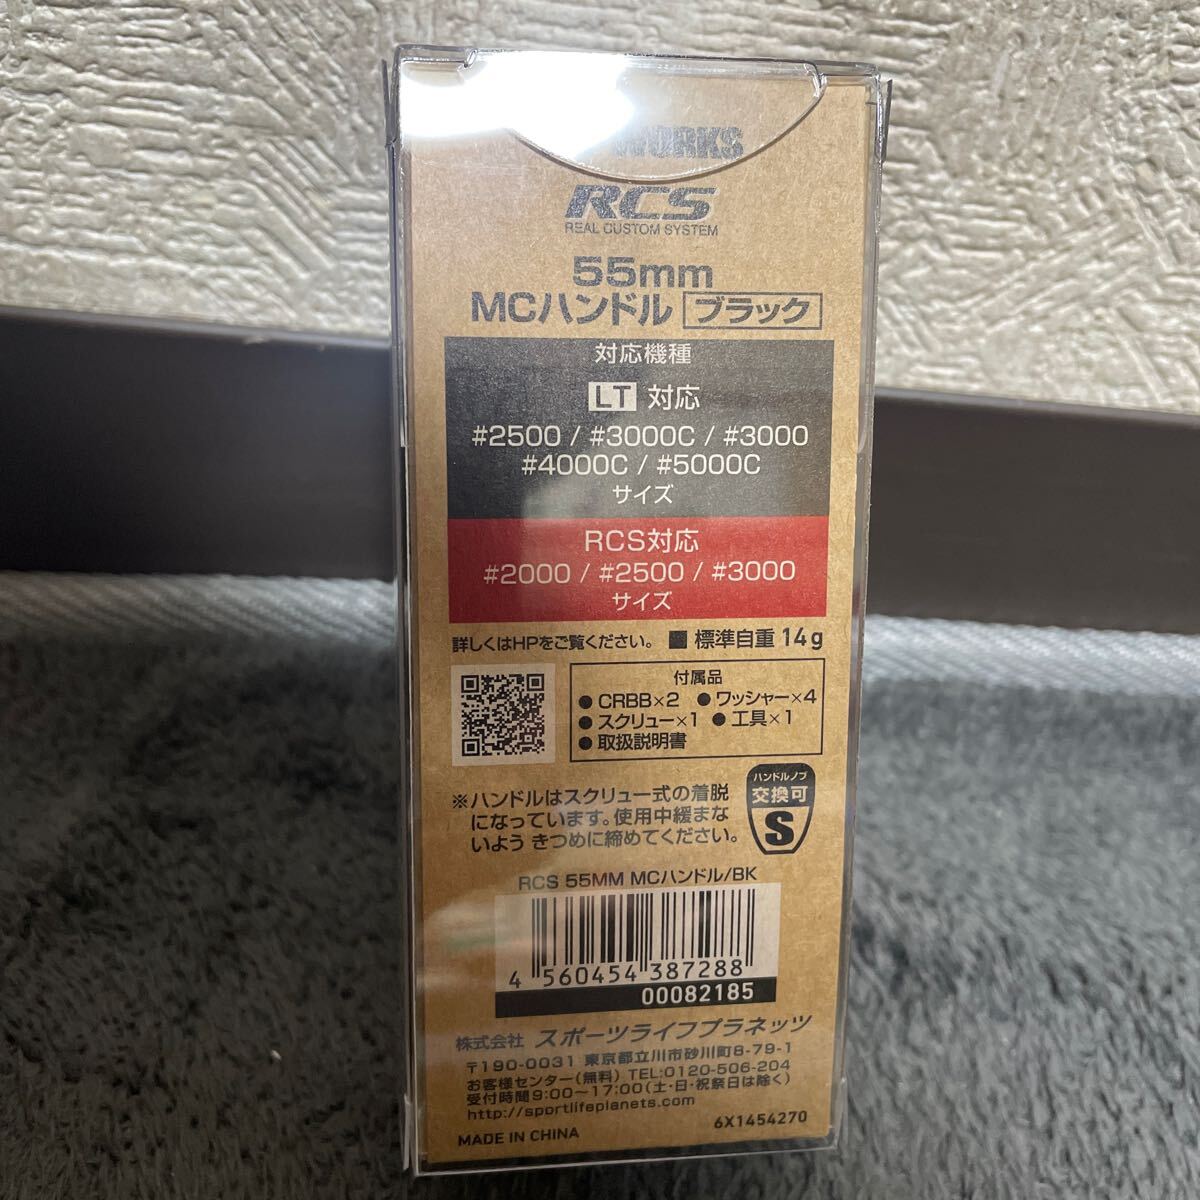 WORKS
RCS
REAL CUSTOM SYSTEM
55mm
MCハンドル ブラック
対応機種
LT 対応
#2500 / #3000C / #3000
#4000C / #5000C
サイズ
RCS対応
#2000 / #2500 / #3000
サイズ
詳しくはHPをご覧ください。 ■ 標準自重 14g
付属品
●CRBB×2 ●ワッシャー×4
●スクリュー×1 ●工具×1
●取扱説明書
※ハンドルはスクリュー式の着脱
になっています。使用中緩まな
いよう きつめに締めてください。
ハンドルノブ
交換可
S
RCS 55MM MCハンドル/BK
4 560454 387288
00082185
株式会社 スポーツライフプラネッツ
〒190-0031 東京都立川市砂川町8-79-1
お客様センター(無料) TEL:0120-506-204
受付時間9:00〜17:00(土・日・祝祭日は除く)
http://sportlifeplanets.com
6X1454270
MADE IN CHINA